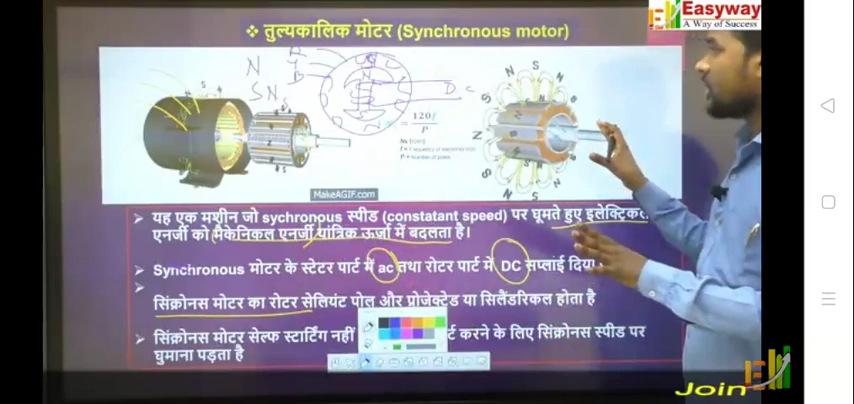 Easyway
A Way of Success
❖ तुल्यकालिक मोटर (Synchronous motor)
R
Y
B
N
S N
S
N
D C
= 120f
P
N S N
MakeAGIF.com
➢ यह एक मशीन जो sychronous स्पीड (constatant speed) पर घूमते हुए इलेक्ट्रिकल
एनर्जी को मैकेनिकल एनर्जी यांत्रिक ऊर्जा में बदलता है।
➢ Synchronous मोटर के स्टेटर पार्ट में ac तथा रोटर पार्ट में DC सप्लाई दिया
➢ सिंक्रोनस मोटर का रोटर सेलियंट पोल और प्रोजेक्टेड या सिलैंडरिकल होता है
➢ सिंक्रोनस मोटर सेल्फ स्टार्टिंग नहीं र्ट करने के लिए सिंक्रोनस स्पीड पर
घुमाना पड़ता है
Join